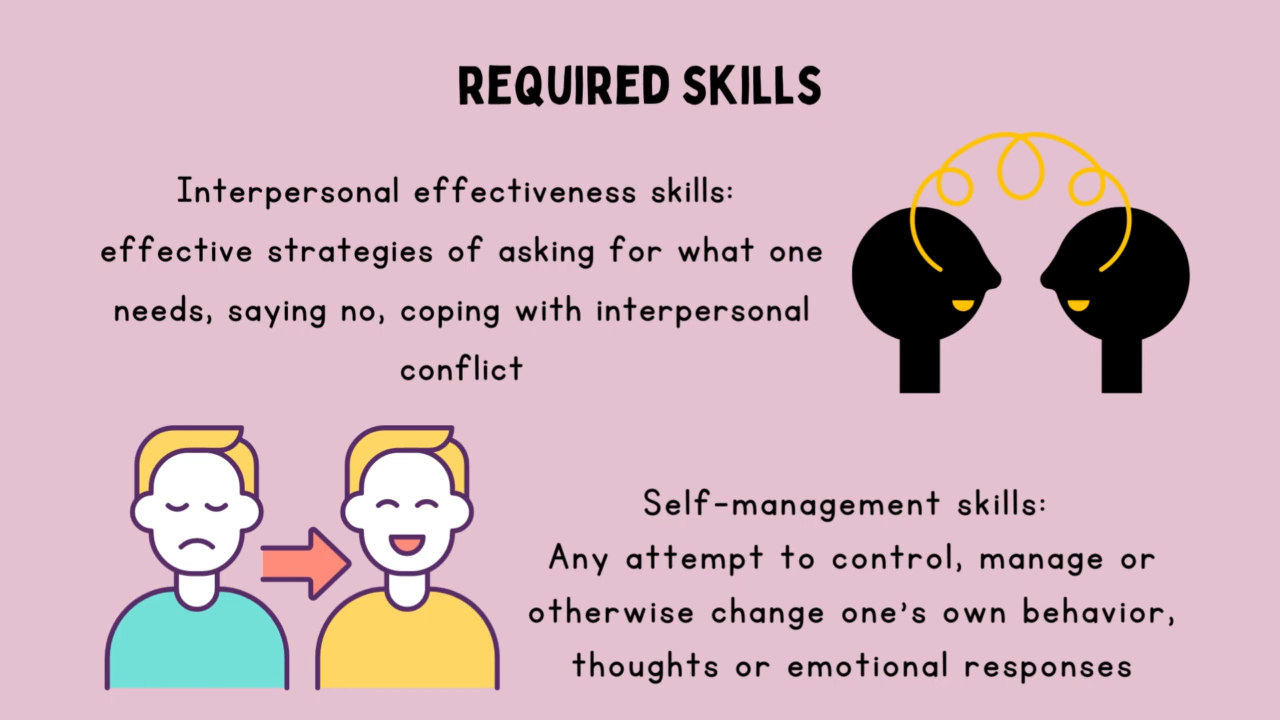 REQUIRED SKILLS
Interpersonal effectiveness skills:
effective strategies of asking for what one
needs, saying no, coping with interpersonal
conflict
Self-management skills:
Any attempt to control, manage or
otherwise change one's own behavior,
thoughts or emotional responses